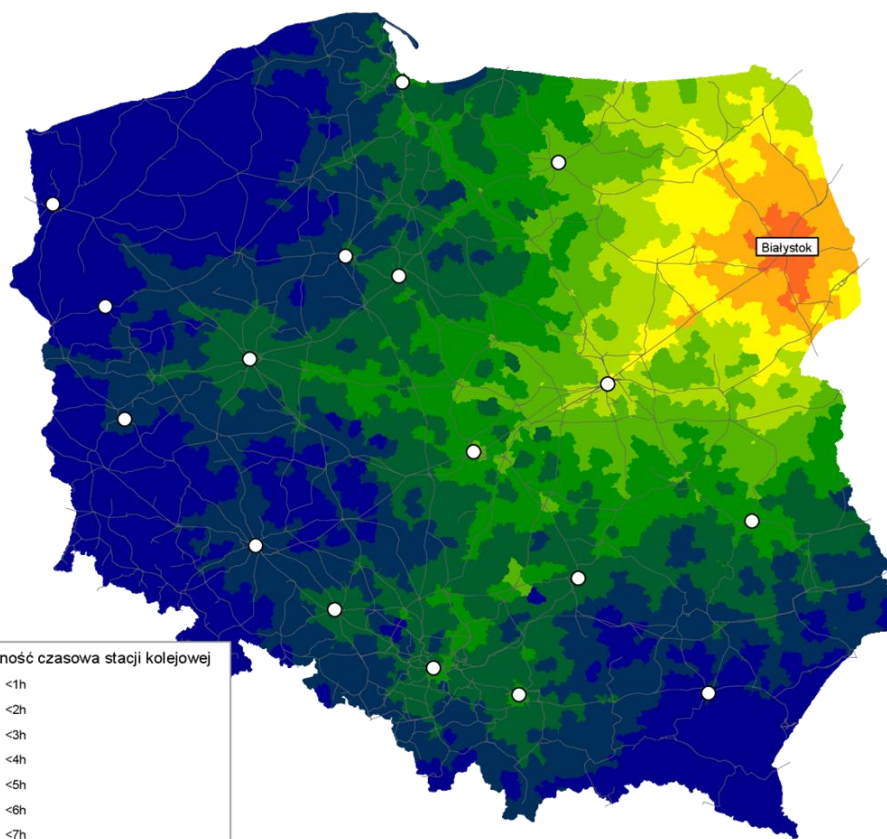 Białystok
ność czasowa stacji kolejowej
<1h
<2h
<3h
<4h
<5h
<6h
<7h